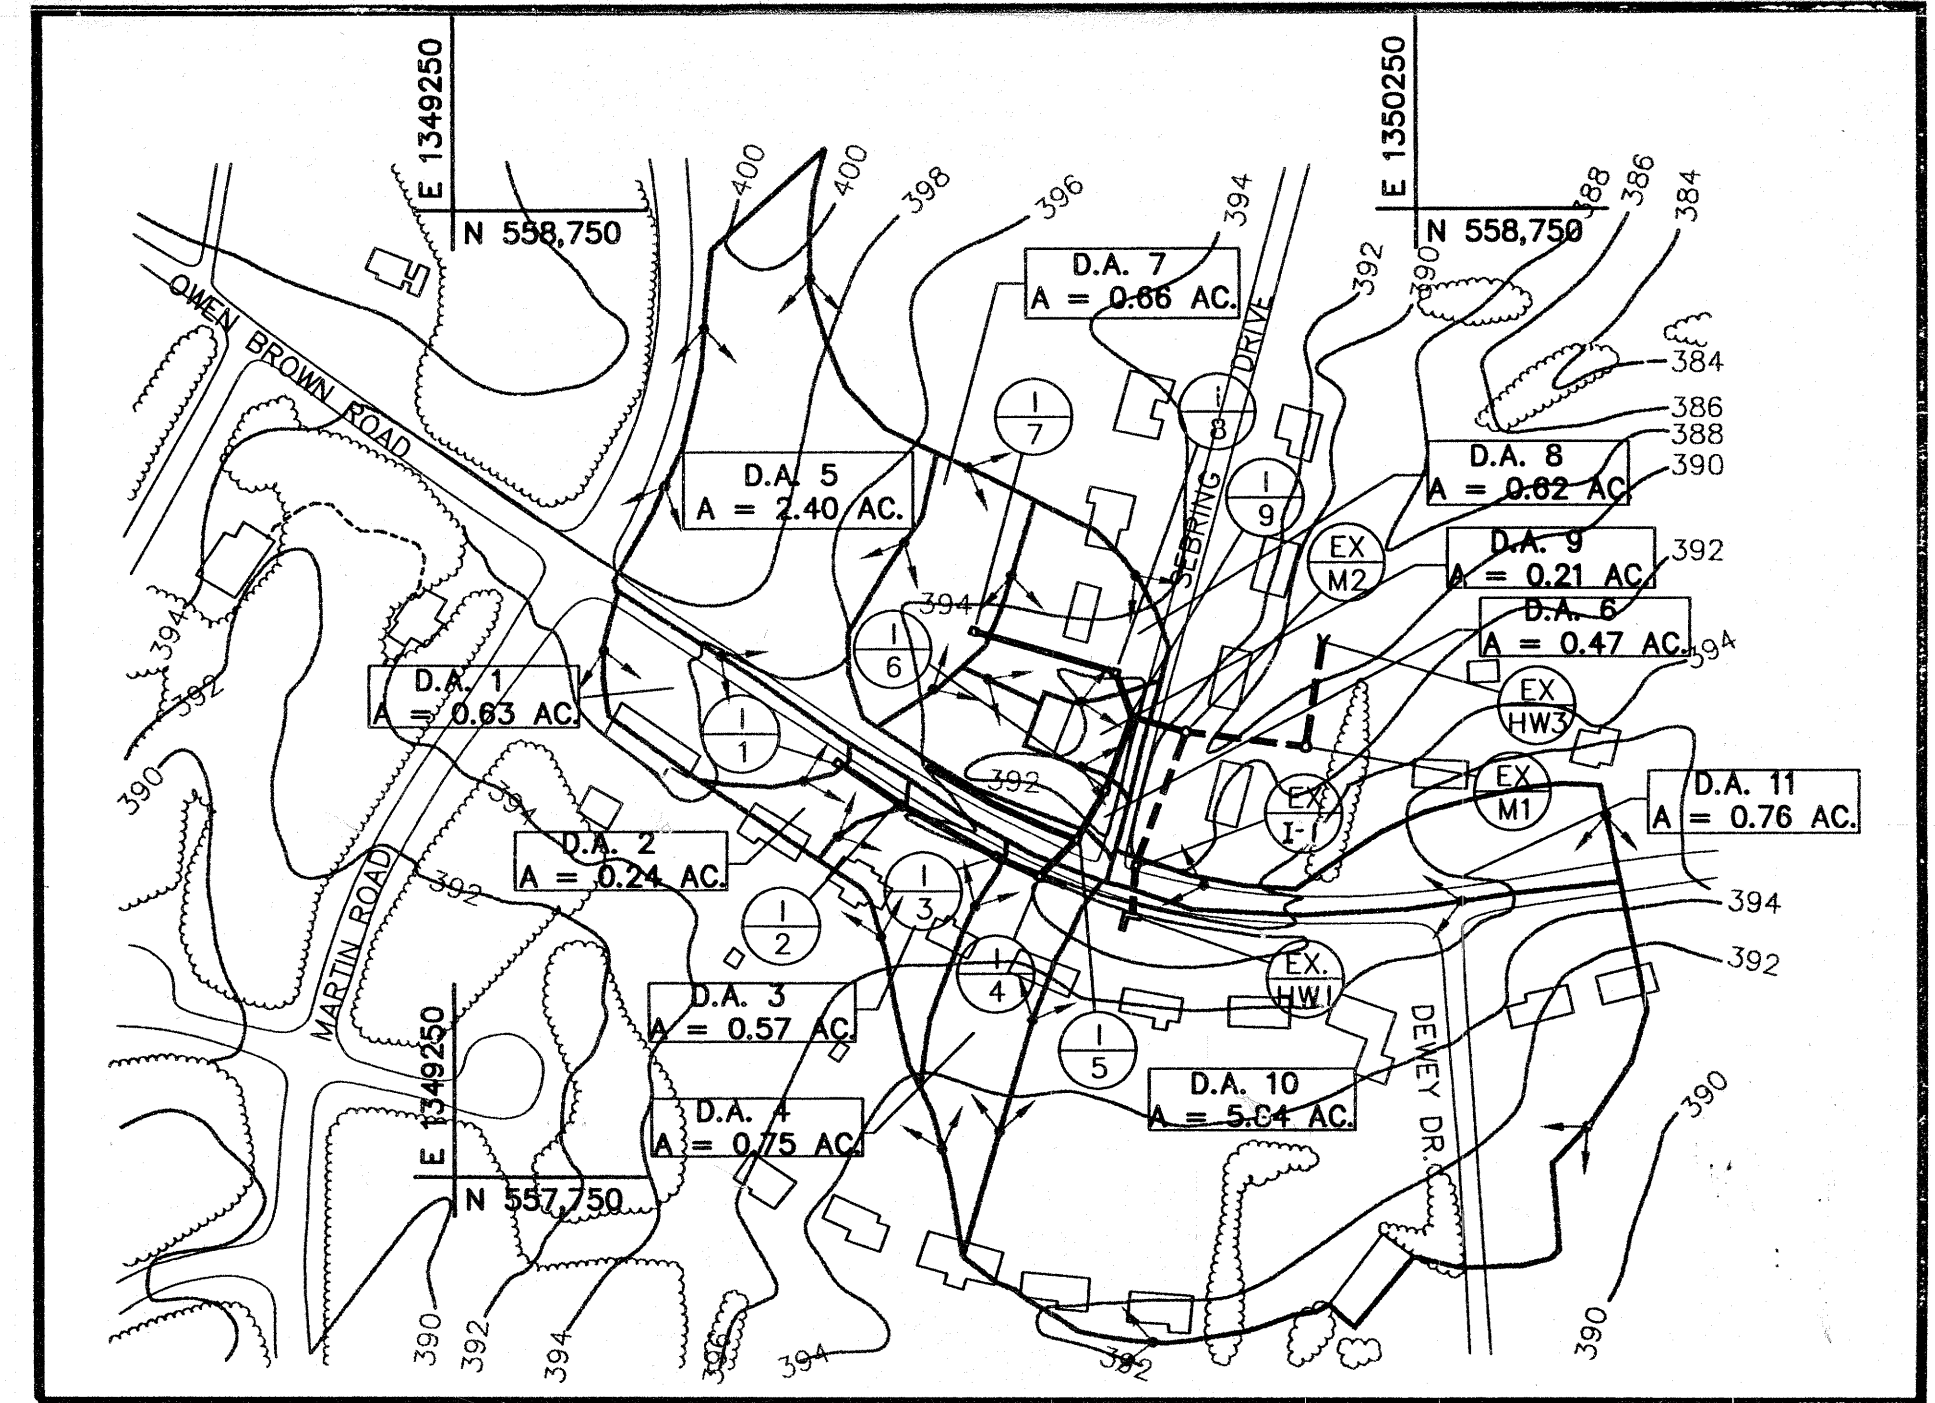 E 1349250
N 558,750
E 1350250
N 558,750
400
400
398
396
394
392
390
388
386
384
384
386
388
390
392
394
D.A. 7
A = 0.66 AC.
OWEN BROWN ROAD
SEBRING DRIVE
I
7
I
8
I
9
EX
M2
D.A. 5
A = 2.40 AC.
D.A. 8
A = 0.62 AC.
D.A. 9
A = 0.21 AC.
D.A. 6
A = 0.47 AC.
394
I
6
394
392
390
D.A. 1
A = 0.63 AC.
I
1
EX
HW3
EX
M1
EX
I-1
D.A. 11
A = 0.76 AC.
392
D.A. 2
A = 0.24 AC.
392
I
2
I
3
I
4
I
5
EX.
HW1
394
392
MARTIN ROAD
D.A. 3
A = 0.57 AC.
D.A. 4
A = 0.75 AC.
D.A. 10
A = 5.04 AC.
DEWEY DR.
390
E 1349250
N 557,750
390
392
394
396
394
392
390